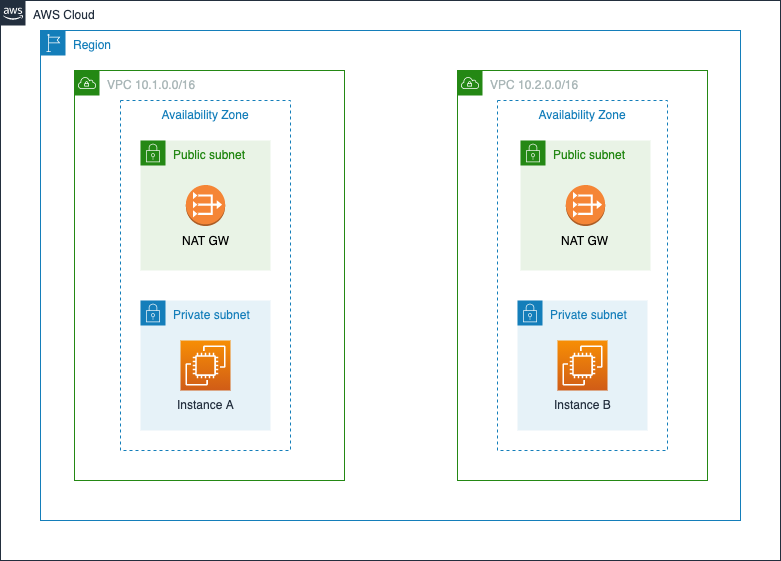 aws
AWS Cloud
Region
VPC 10.1.0.0/16
Availability Zone
Public subnet
NAT GW
Private subnet
Instance A
VPC 10.2.0.0/16
Availability Zone
Public subnet
NAT GW
Private subnet
Instance B